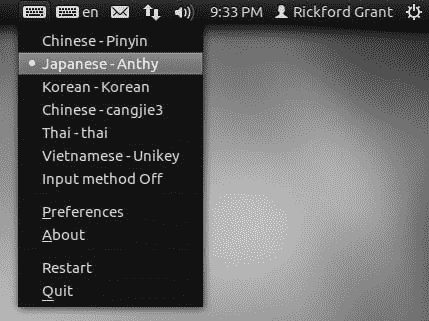 en 9:33 PM Rickford Grant
Chinese - Pinyin
Japanese - Anthy
Korean - Korean
Chinese - cangjie3
Thai - thai
Vietnamese - Unikey
Input method Off
Preferences
About
Restart
Quit